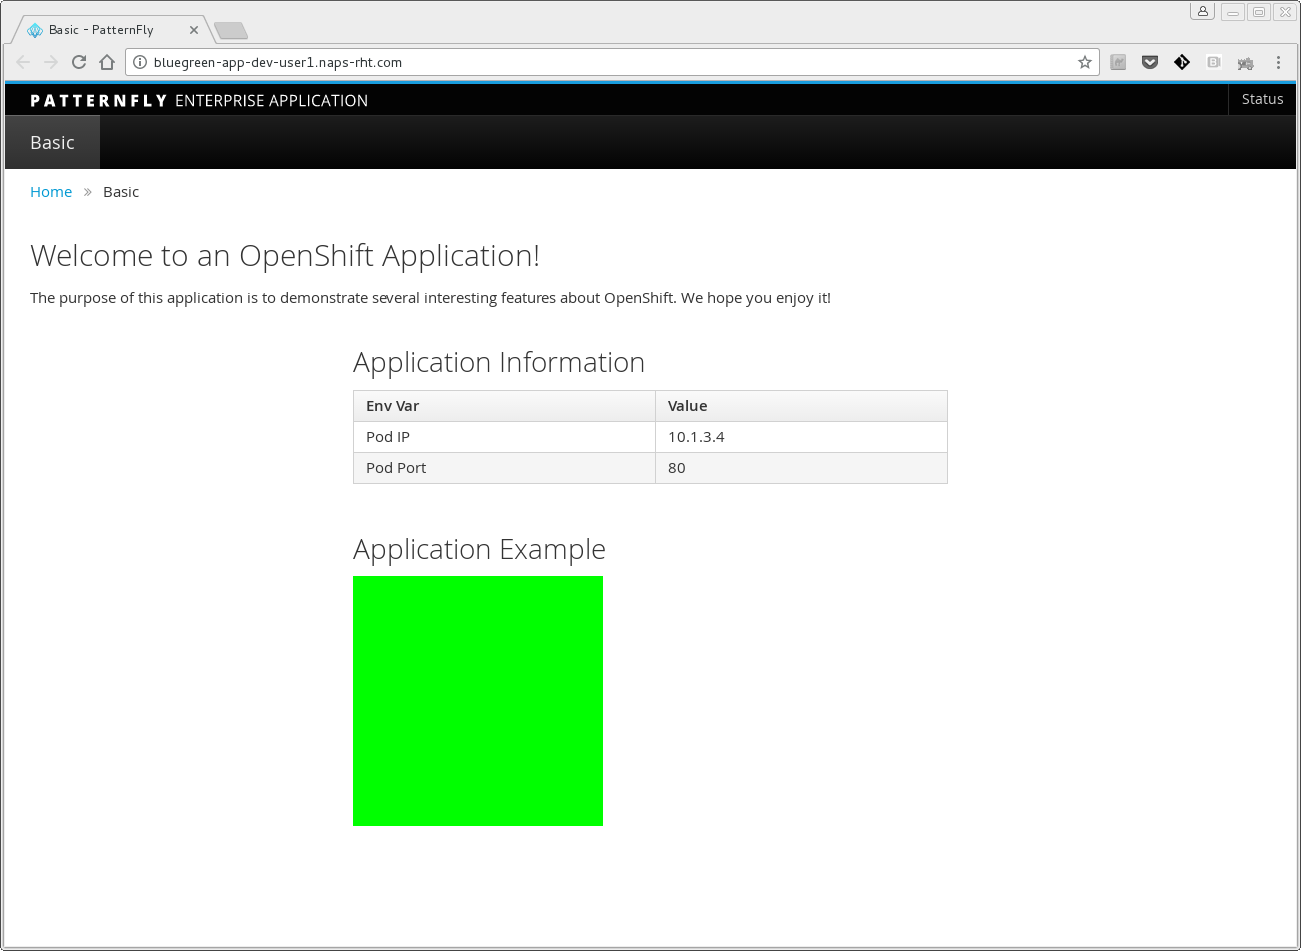 Basic - PatternFly
bluegreen-app-dev-user1.naps-rht.com
PATTERNFLY ENTERPRISE APPLICATION
Status
Basic
Home » Basic
Welcome to an OpenShift Application!
The purpose of this application is to demonstrate several interesting features about OpenShift. We hope you enjoy it!
Application Information
Env Var Value
Pod IP 10.1.3.4
Pod Port 80
Application Example